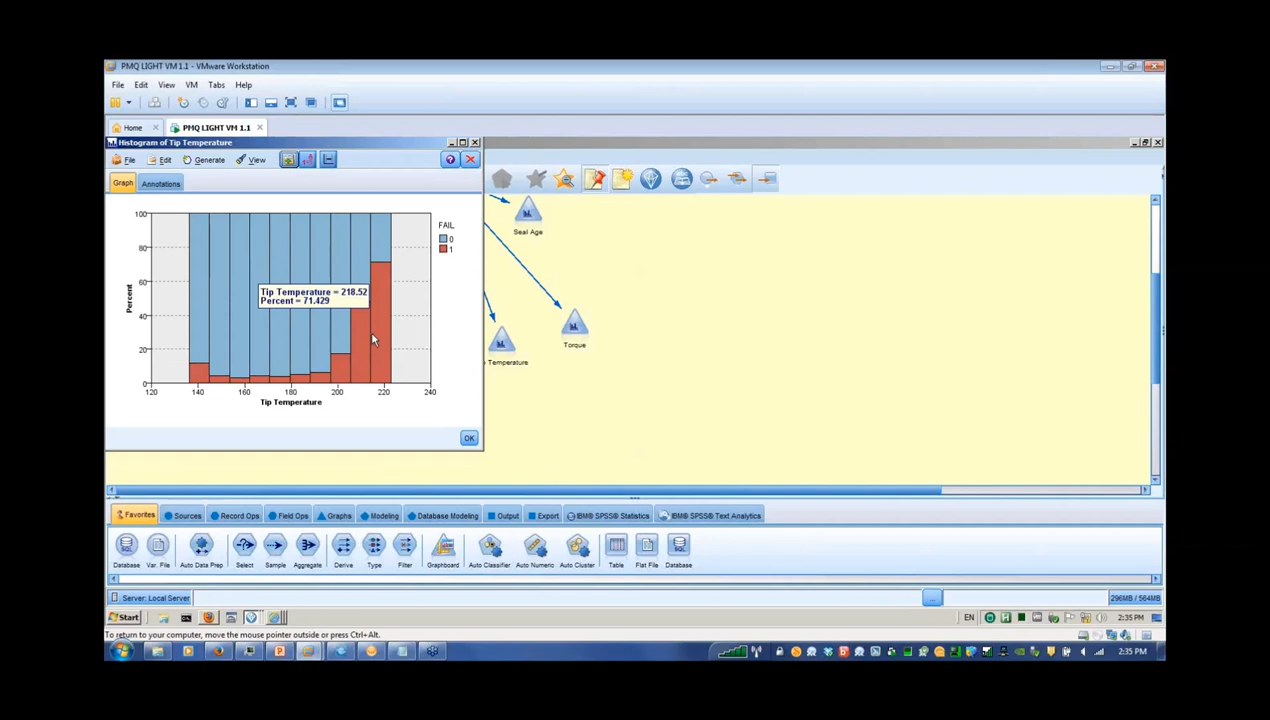 PMQ LIGHT VM 1.1 - VMware Workstation
File Edit View VM Tabs Help
Home PMQ LIGHT VM 1.1
Histogram of Tip Temperature
File Edit Generate View
Graph Annotations
100
80
60
40
20
0
Percent
120 140 160 180 200 220 240
Tip Temperature
FAIL
0
1
Tip Temperature = 218.52
Percent = 71.429
OK
Seal Age
Torque
Temperature
Favorites Sources Record Ops Field Ops Graphs Modeling Database Modeling Output Export IBM® SPSS® Statistics IBM® SPSS® Text Analytics
SQL SQL
Database Var. File Auto Data Prep Select Sample Aggregate Derive Type Filter Graphboard Auto Classifier Auto Numeric Auto Cluster Table Flat File Database
Server: Local Server ... 296MB / 564MB
Start EN 2:35 PM
To return to your computer, move the mouse pointer outside or press Ctrl+Alt.
2:35 PM